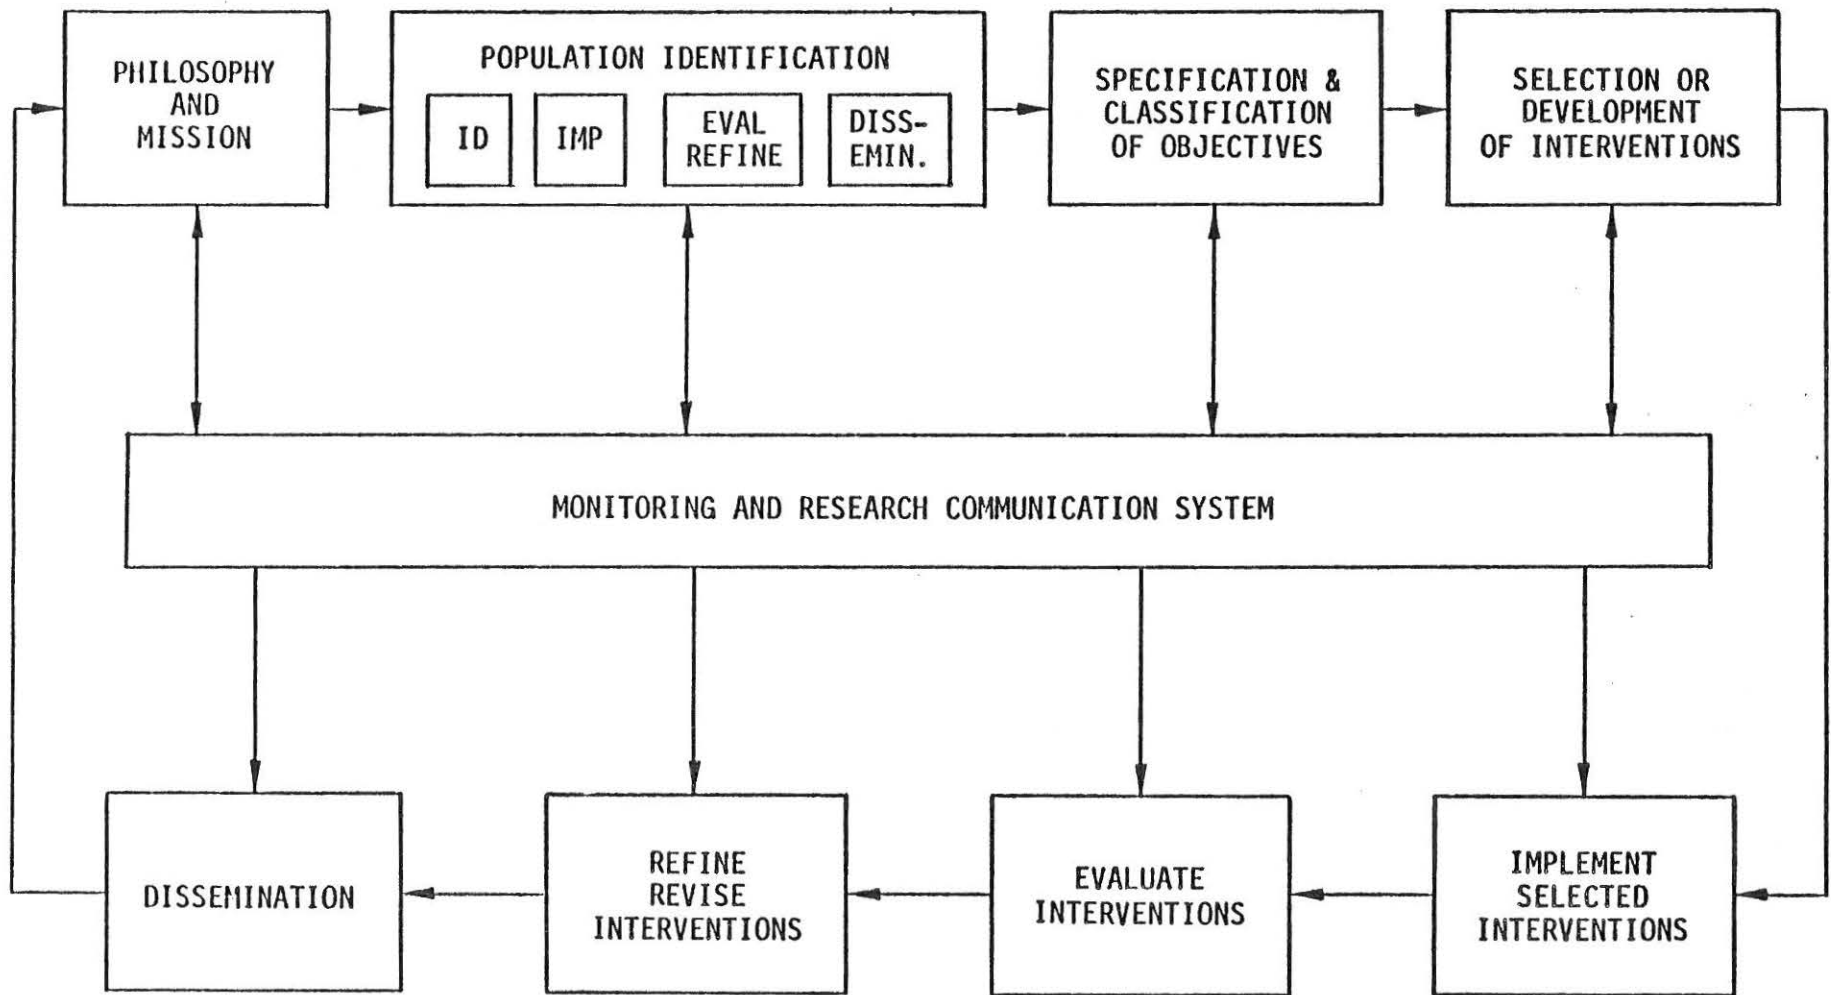 PHILOSOPHY
AND
MISSION
POPULATION IDENTIFICATION
ID
IMP
EVAL
REFINE
DISS-
EMIN.
SPECIFICATION &
CLASSIFICATION
OF OBJECTIVES
SELECTION OR
DEVELOPMENT
OF INTERVENTIONS
MONITORING AND RESEARCH COMMUNICATION SYSTEM
DISSEMINATION
REFINE
REVISE
INTERVENTIONS
EVALUATE
INTERVENTIONS
IMPLEMENT
SELECTED
INTERVENTIONS